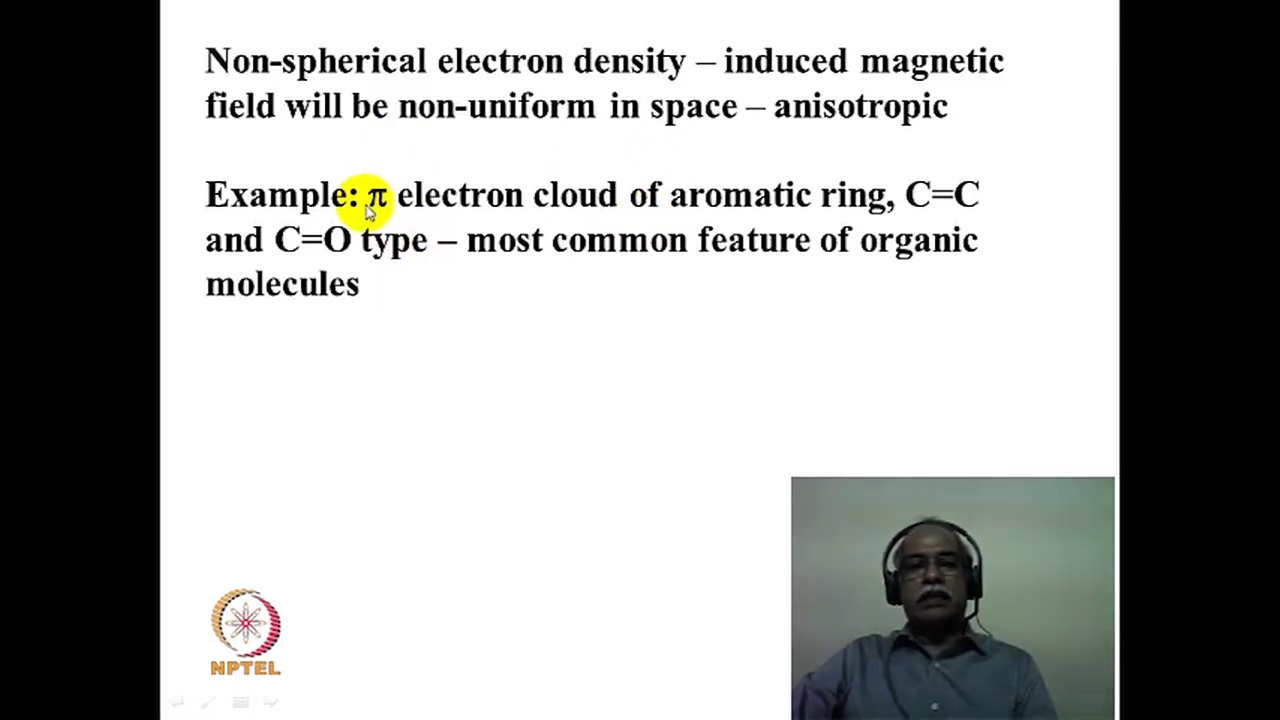 Non-spherical electron density – induced magnetic
field will be non-uniform in space – anisotropic
Example: π electron cloud of aromatic ring, C=C
and C=O type – most common feature of organic
molecules
NPTEL